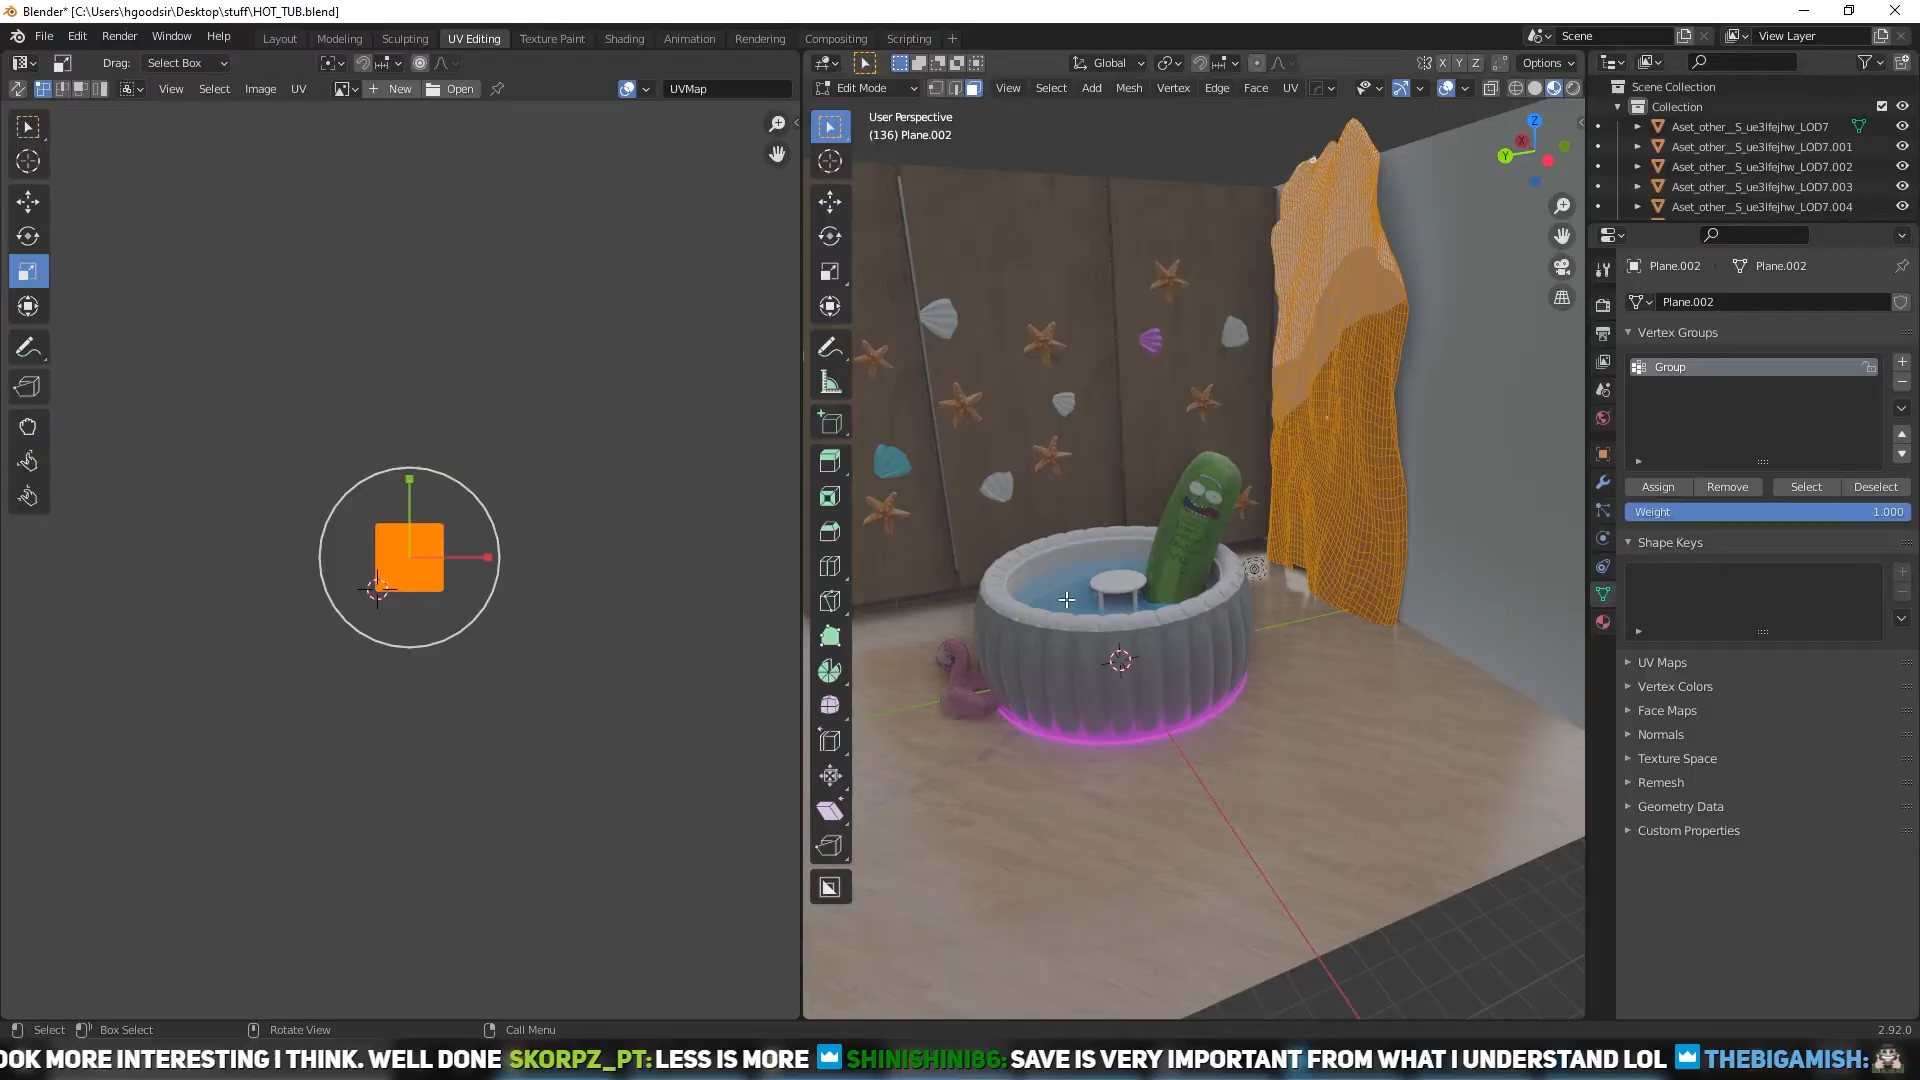 Blender* [C:\Users\hgoodsir\Desktop\stuff\HOT_TUB.blend]
File Edit Render Window Help Layout Modeling Sculpting UV Editing Texture Paint Shading Animation Rendering Compositing Scripting Scene View Layer
Drag: Select Box Global X Y Z Options
View Select Image UV New Open UVMap Edit Mode View Select Add Mesh Vertex Edge Face UV
Scene Collection
Collection
Aset_other__S_ue3lfejhw_LOD7
Aset_other__S_ue3lfejhw_LOD7.001
Aset_other__S_ue3lfejhw_LOD7.002
Aset_other__S_ue3lfejhw_LOD7.003
Aset_other__S_ue3lfejhw_LOD7.004
User Perspective
(136) Plane.002
Z
X
Y
Plane.002 Plane.002
Plane.002
Vertex Groups
Group
Assign Remove Select Deselect
Weight 1.000
Shape Keys
UV Maps
Vertex Colors
Face Maps
Normals
Texture Space
Remesh
Geometry Data
Custom Properties
Select Box Select Rotate View Call Menu 2.92.0
OOK MORE INTERESTING I THINK. WELL DONE SKORPZ_PT: LESS IS MORE SHINISHINI86: SAVE IS VERY IMPORTANT FROM WHAT I UNDERSTAND LOL THEBIGAMISH: